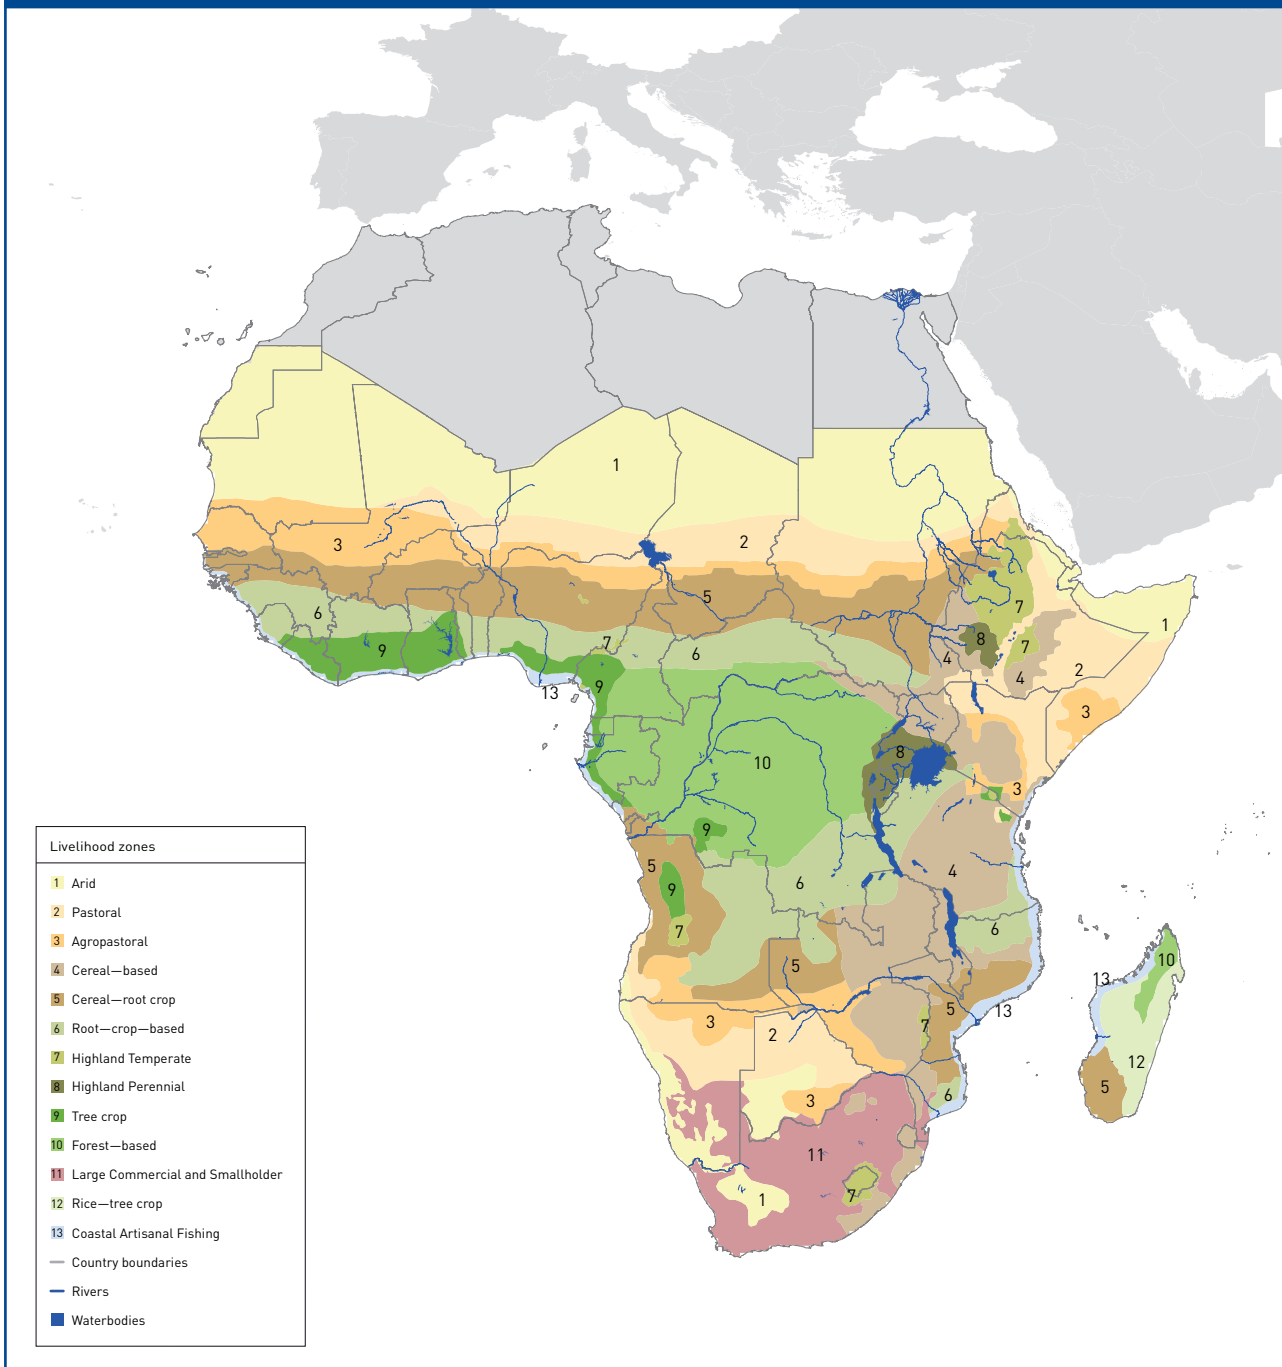 1
2
3
5
6
7
7
8
7
1
9
7
6
4
4
2
9
13
3
10
8
3
9
5
9
4
6
7
6
5
10
13
3
2
5
13
7
12
3
6
5
11
1
7
Livelihood zones
1 Arid
2 Pastoral
3 Agropastoral
4 Cereal—based
5 Cereal—root crop
6 Root—crop—based
7 Highland Temperate
8 Highland Perennial
9 Tree crop
10 Forest—based
11 Large Commercial and Smallholder
12 Rice—tree crop
13 Coastal Artisanal Fishing
Country boundaries
Rivers
Waterbodies